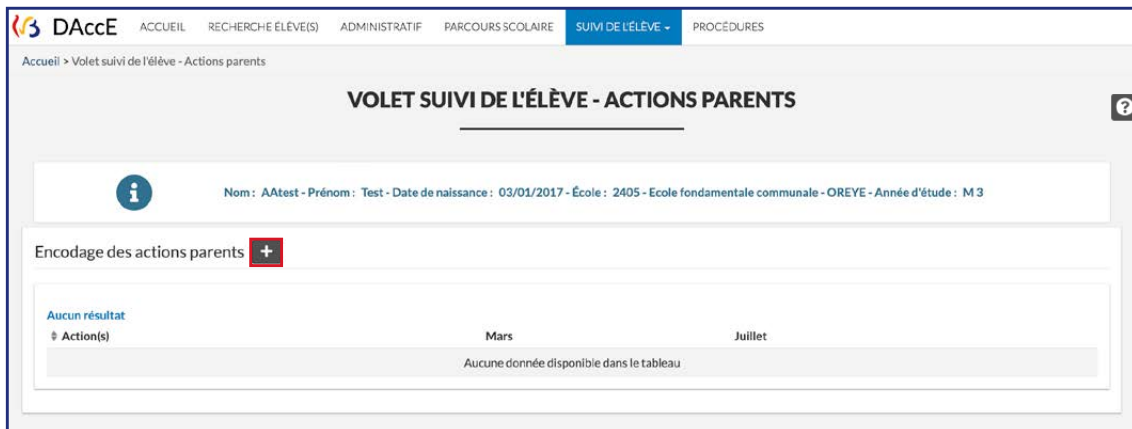 DAccE ACCUEIL RECHERCHE ÉLÈVE(S) ADMINISTRATIF PARCOURS SCOLAIRE SUIVI DE L'ÉLÈVE PROCÉDURES
Accueil > Volet suivi de l'élève - Actions parents
VOLET SUIVI DE L'ÉLÈVE - ACTIONS PARENTS
Nom : AAtest - Prénom : Test - Date de naissance : 03/01/2017 - École : 2405 - Ecole fondamentale communale - OREYE - Année d'étude : M 3
Encodage des actions parents +
Aucun résultat
Action(s) Mars Juillet
Aucune donnée disponible dans le tableau